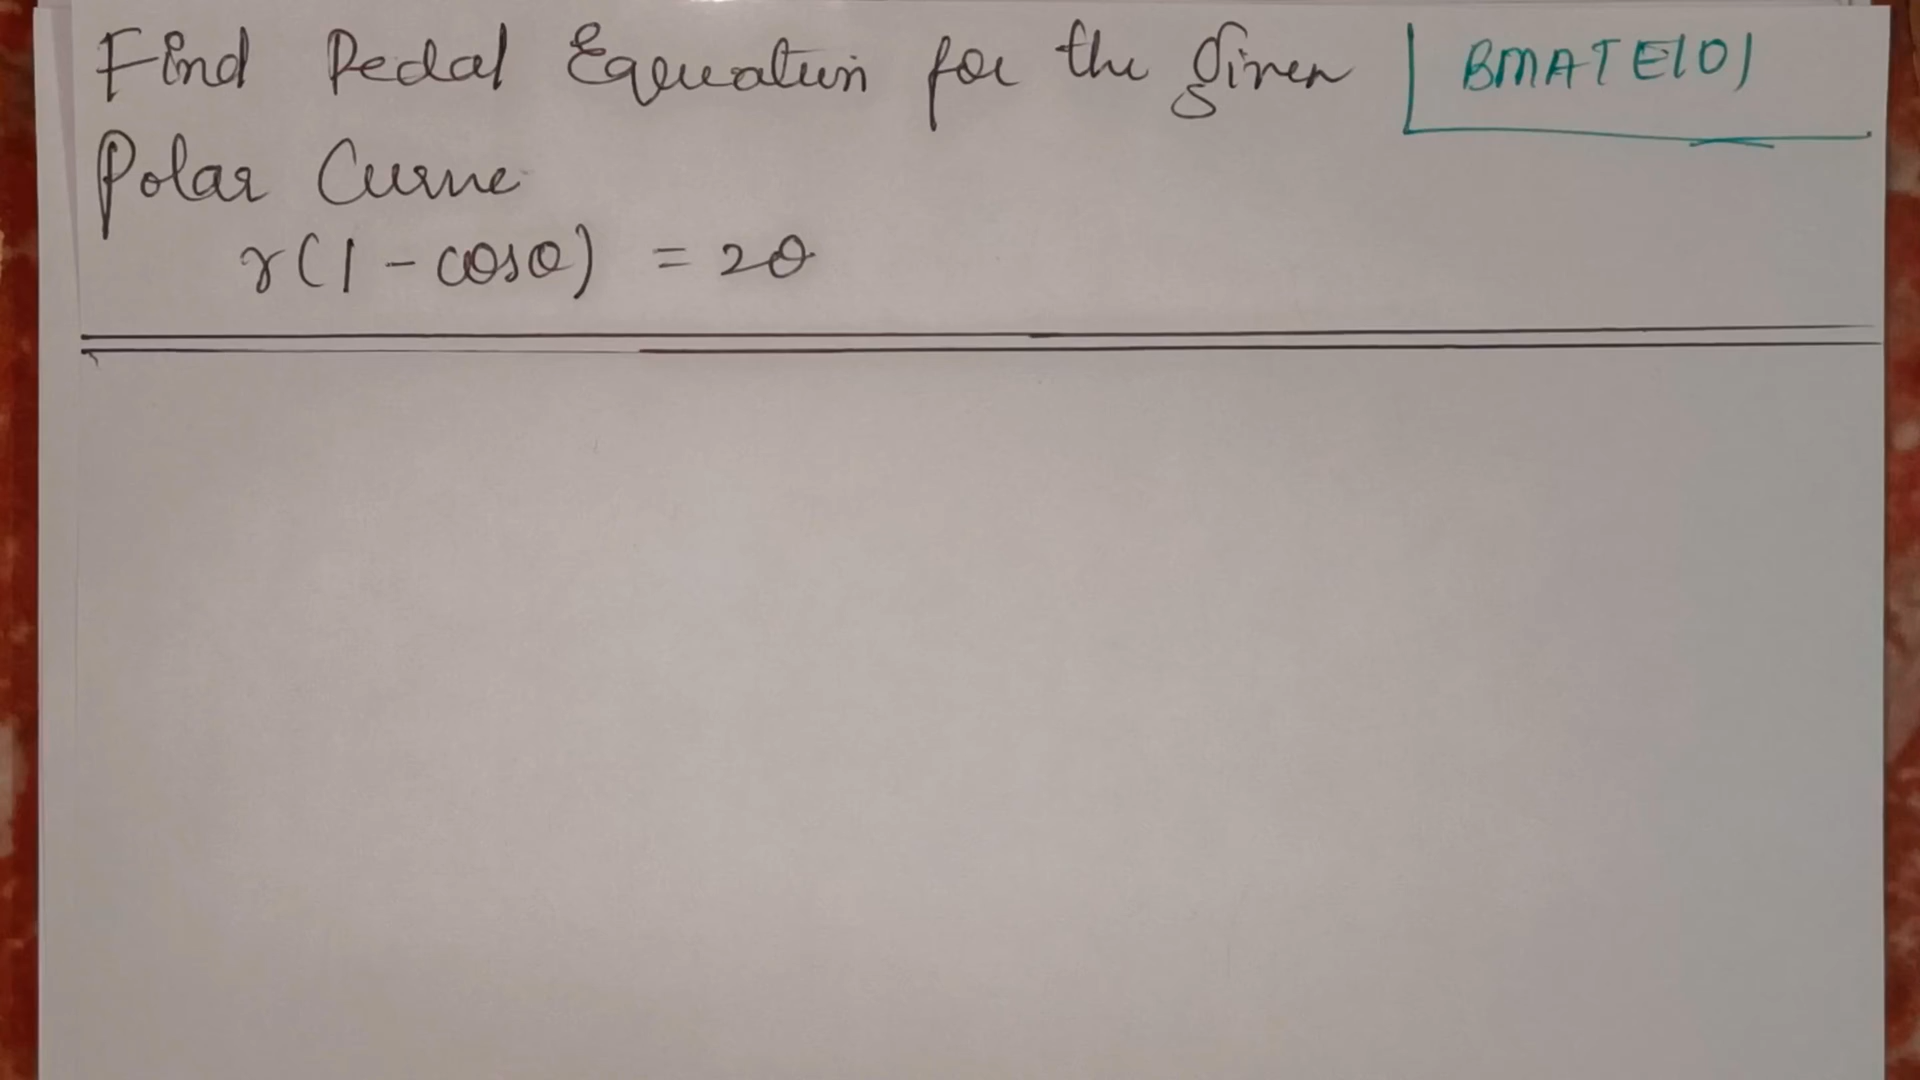 Find Pedal Equation for the given
BMATE101
Polar Curve
r(1 - cosθ) = 2θ